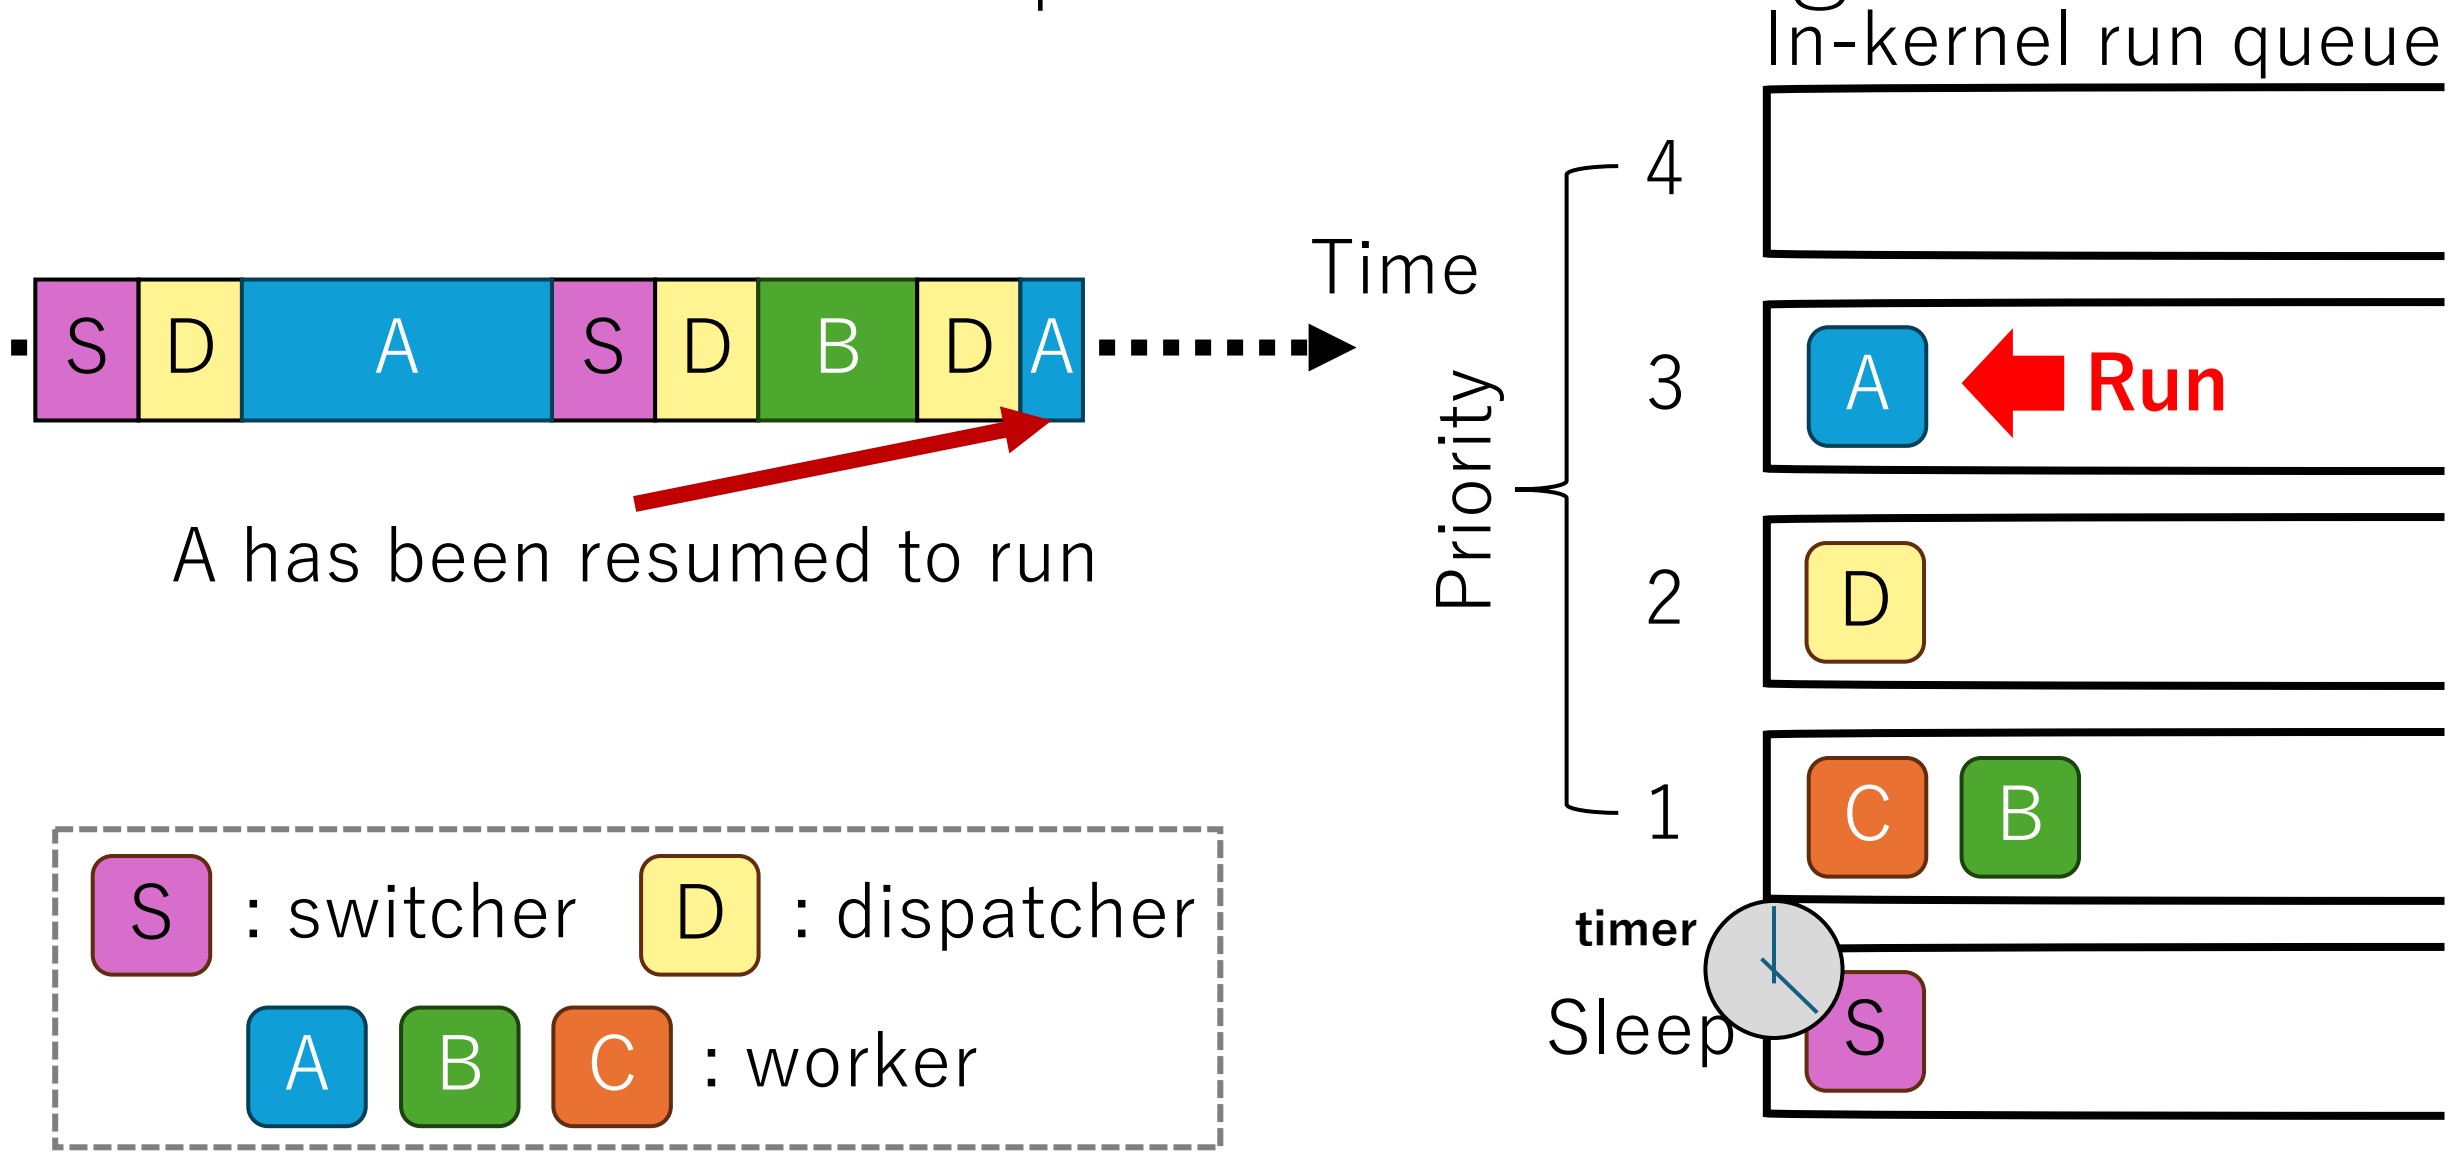 In-kernel run queue
4
Time
S D A S D B D A
3
A Run
Priority
A has been resumed to run
2
D
1
C B
S : switcher D : dispatcher
timer
Sleep
S
A B C : worker